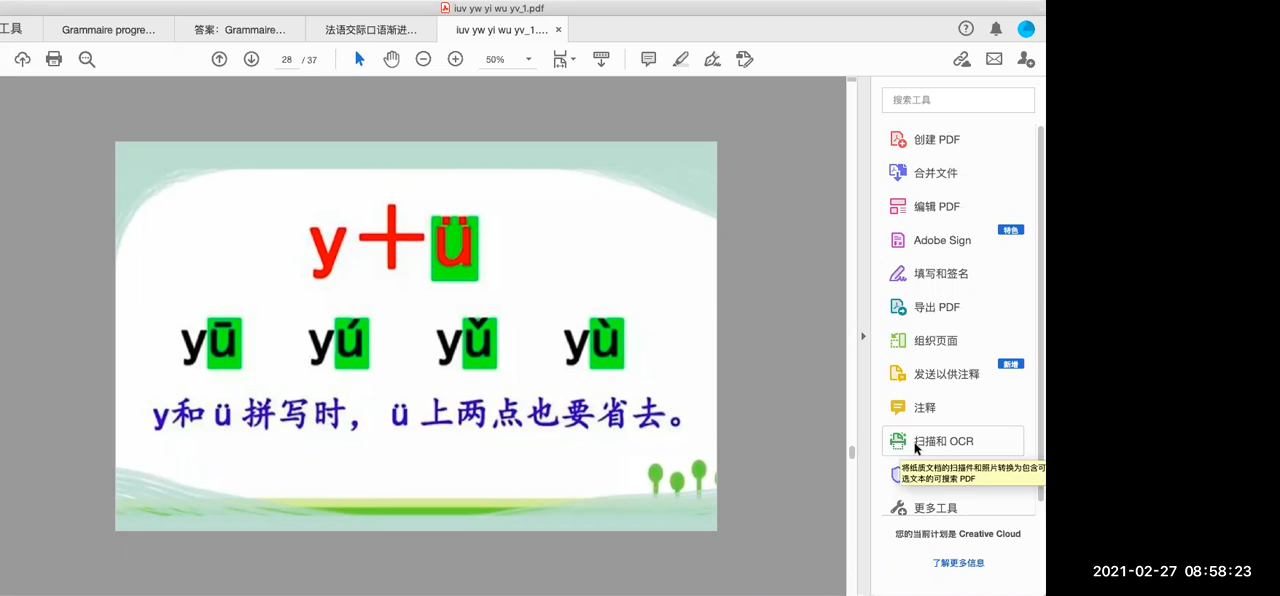 iuv yw yi wu yv_1.pdf
工具
Grammaire progre...
答案：Grammaire...
法语交际口语渐进...
iuv yw yi wu yv_1.... ×
28 / 37
50%
搜索工具
创建 PDF
合并文件
编辑 PDF
特色
Adobe Sign
填写和签名
导出 PDF
组织页面
新增
发送以供注释
注释
扫描和 OCR
将纸质文档的扫描件和照片转换为包含可
选文本的可搜索 PDF
更多工具
您的当前计划是 Creative Cloud
了解更多信息
y＋ü
yū yú yǔ yù
y和 ü 拼写时， ü 上两点也要省去。
2021-02-27 08:58:23